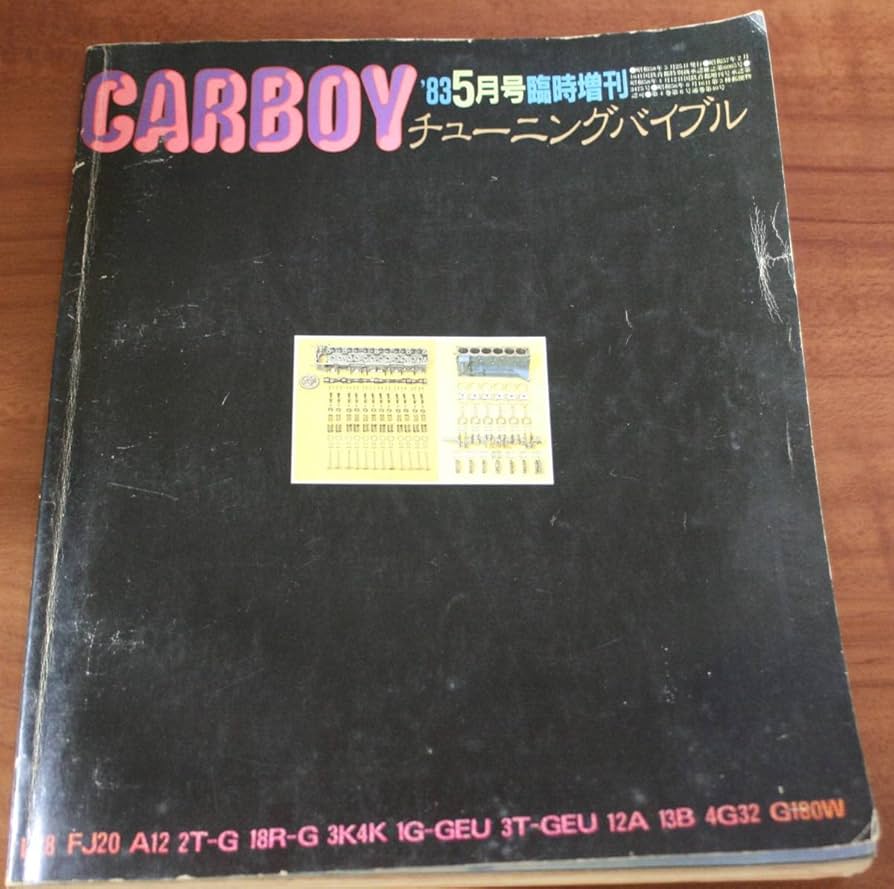 CARBOY
'83 5月号 臨時増刊
チューニングバイブル
FJ20 A12 2T-G 18R-G 3K4K 1G-GEU 3T-GEU 12A 13B 4G32 G180W